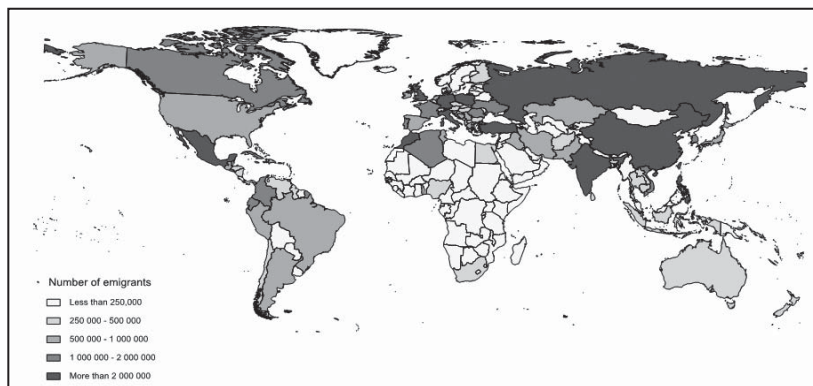 Number of emigrants
Less than 250,000
250 000 - 500 000
500 000 - 1 000 000
1 000 000 - 2 000 000
More than 2 000 000